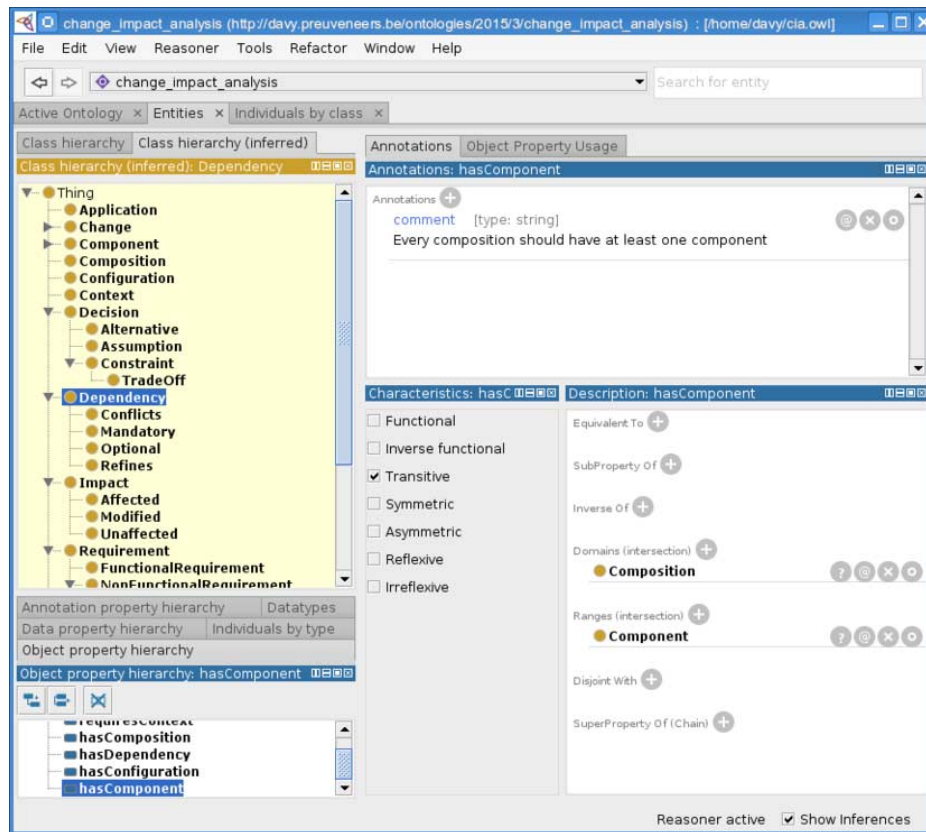 change_impact_analysis (http://davy.preuveneers.be/ontologies/2015/3/change_impact_analysis) : [/home/davy/cia.owl]
File Edit View Reasoner Tools Refactor Window Help
change_impact_analysis
Search for entity
Active Ontology × Entities × Individuals by class ×
Class hierarchy Class hierarchy (inferred)
Class hierarchy (inferred): Dependency
Thing
Application
Change
Component
Composition
Configuration
Context
Decision
Alternative
Assumption
Constraint
TradeOff
Dependency
Conflicts
Mandatory
Optional
Refines
Impact
Affected
Modified
Unaffected
Requirement
FunctionalRequirement
NonFunctionalRequirement
Annotation property hierarchy Datatypes
Data property hierarchy Individuals by type
Object property hierarchy
Object property hierarchy: hasComponent
requiresContext
hasComposition
hasDependency
hasConfiguration
hasComponent
Annotations Object Property Usage
Annotations: hasComponent
Annotations
comment [type: string]
Every composition should have at least one component
Characteristics: hasC
Functional
Inverse functional
Transitive
Symmetric
Asymmetric
Reflexive
Irreflexive
Description: hasComponent
Equivalent To
SubProperty Of
Inverse Of
Domains (intersection)
Composition
Ranges (intersection)
Component
Disjoint With
SuperProperty Of (Chain)
Reasoner active Show Inferences